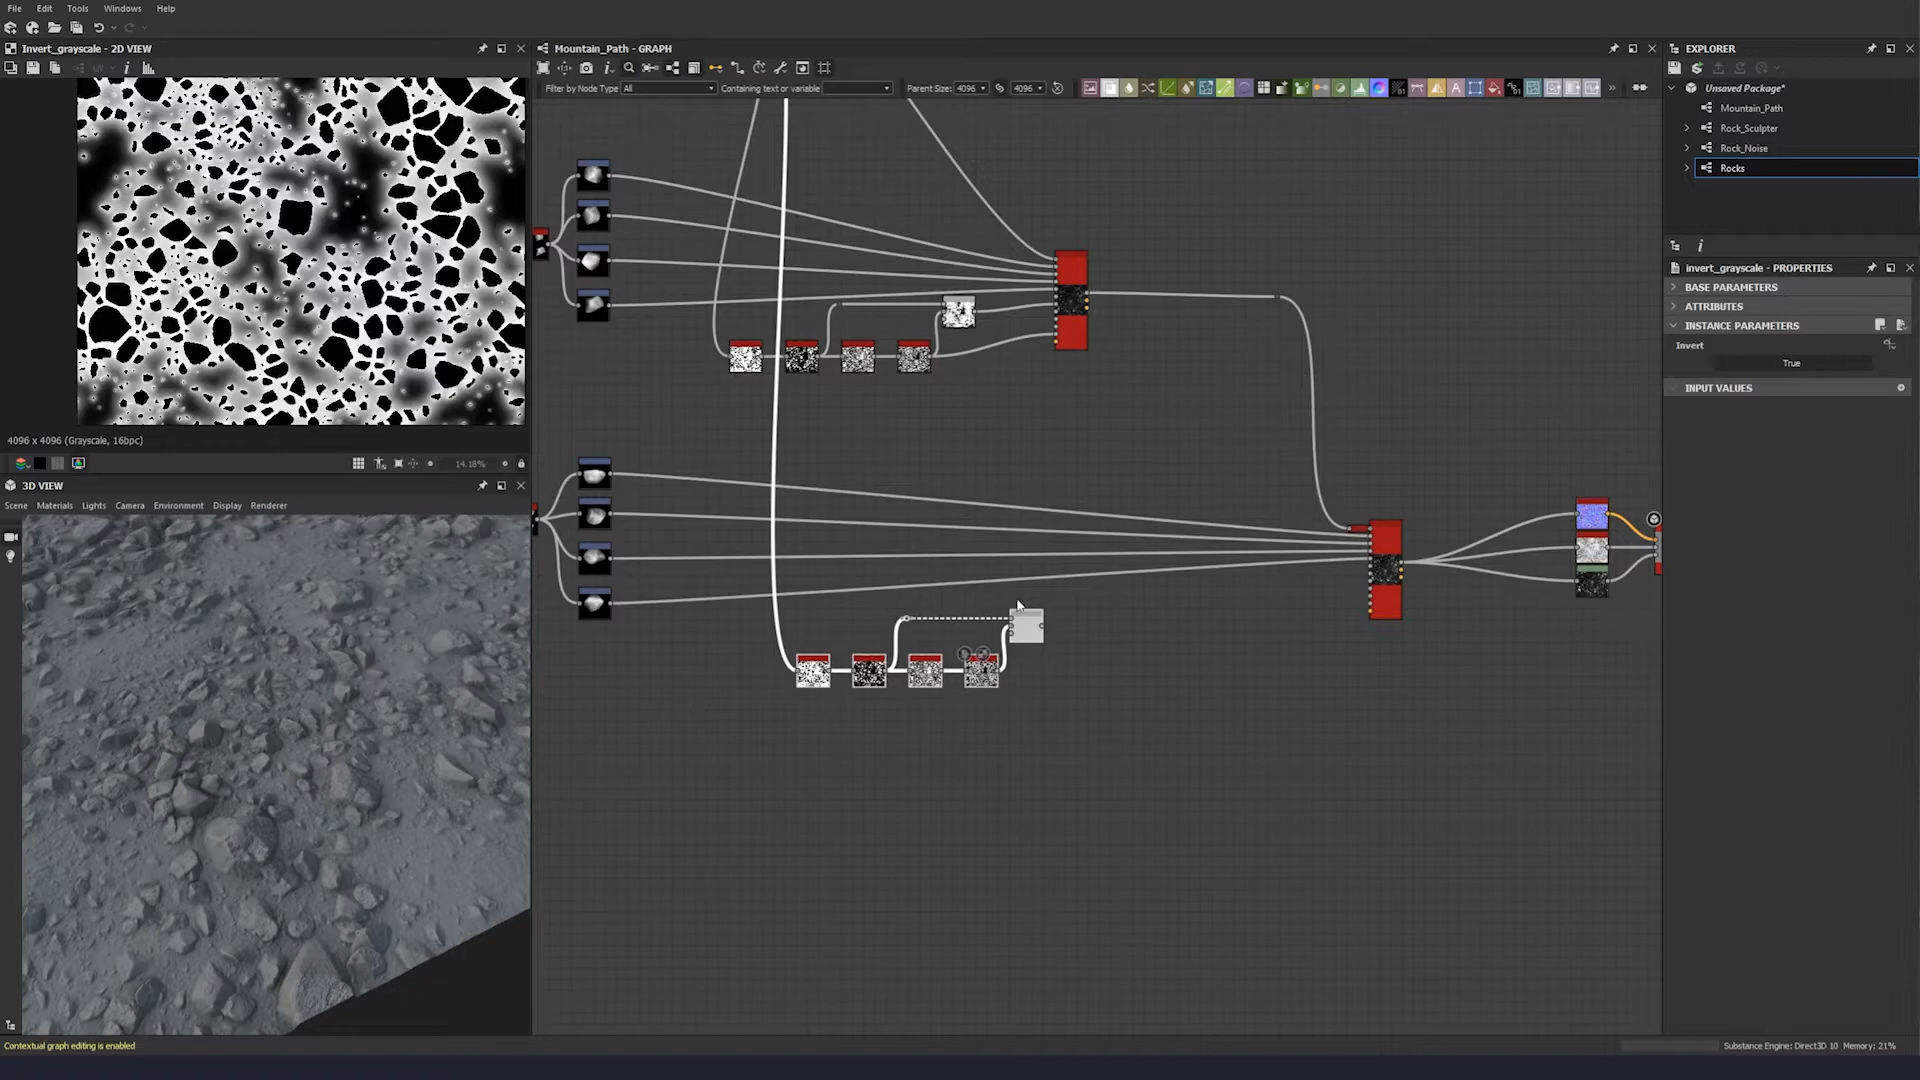 File Edit Tools Windows Help
Invert_grayscale - 2D VIEW
4096 x 4096 (Grayscale, 16bpc)
14.18%
3D VIEW
Scene Materials Lights Camera Environment Display Renderer
Contextual graph editing is enabled
Mountain_Path - GRAPH
Filter by Node Type All Containing text or variable Parent Size: 4096 4096
EXPLORER
Unsaved Package*
Mountain_Path
Rock_Sculpter
Rock_Noise
Rocks
invert_grayscale - PROPERTIES
BASE PARAMETERS
ATTRIBUTES
INSTANCE PARAMETERS
Invert
True
INPUT VALUES
Substance Engine: Direct3D 10 Memory: 21%